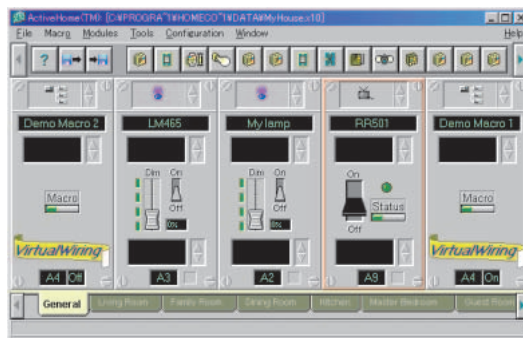 ActiveHome(TM): [C:¥PROGRA~1¥HOMECO~1¥DATA¥MyHouse.x10]
File Macro Modules Tools Configuration Window Help
Demo Macro 2
LM465
My lamp
RR501
Demo Macro 1
Dim On
Dim On
On
Macro
Off
Off
Status
Macro
0%
0%
Off
VirtualWiring
VirtualWiring
A4 Off
A3
A2
A9
A4 On
General Living Room Family Room Dining Room Kitchen Master Bedroom Guest Room